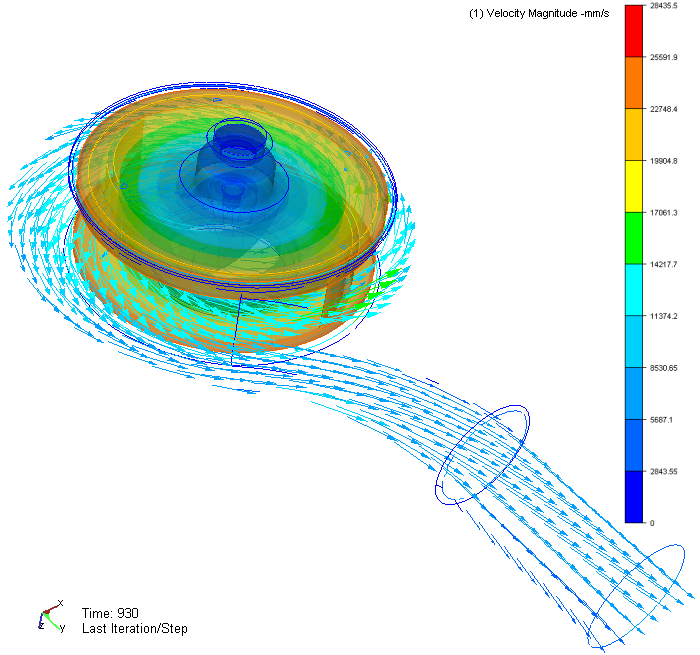 (1) Velocity Magnitude -mm/s
28435.5
25591.9
22748.4
19904.8
17061.3
14217.7
11374.2
8530.65
5687.1
2843.55
0
X
Z
Y
Time: 930
Last Iteration/Step